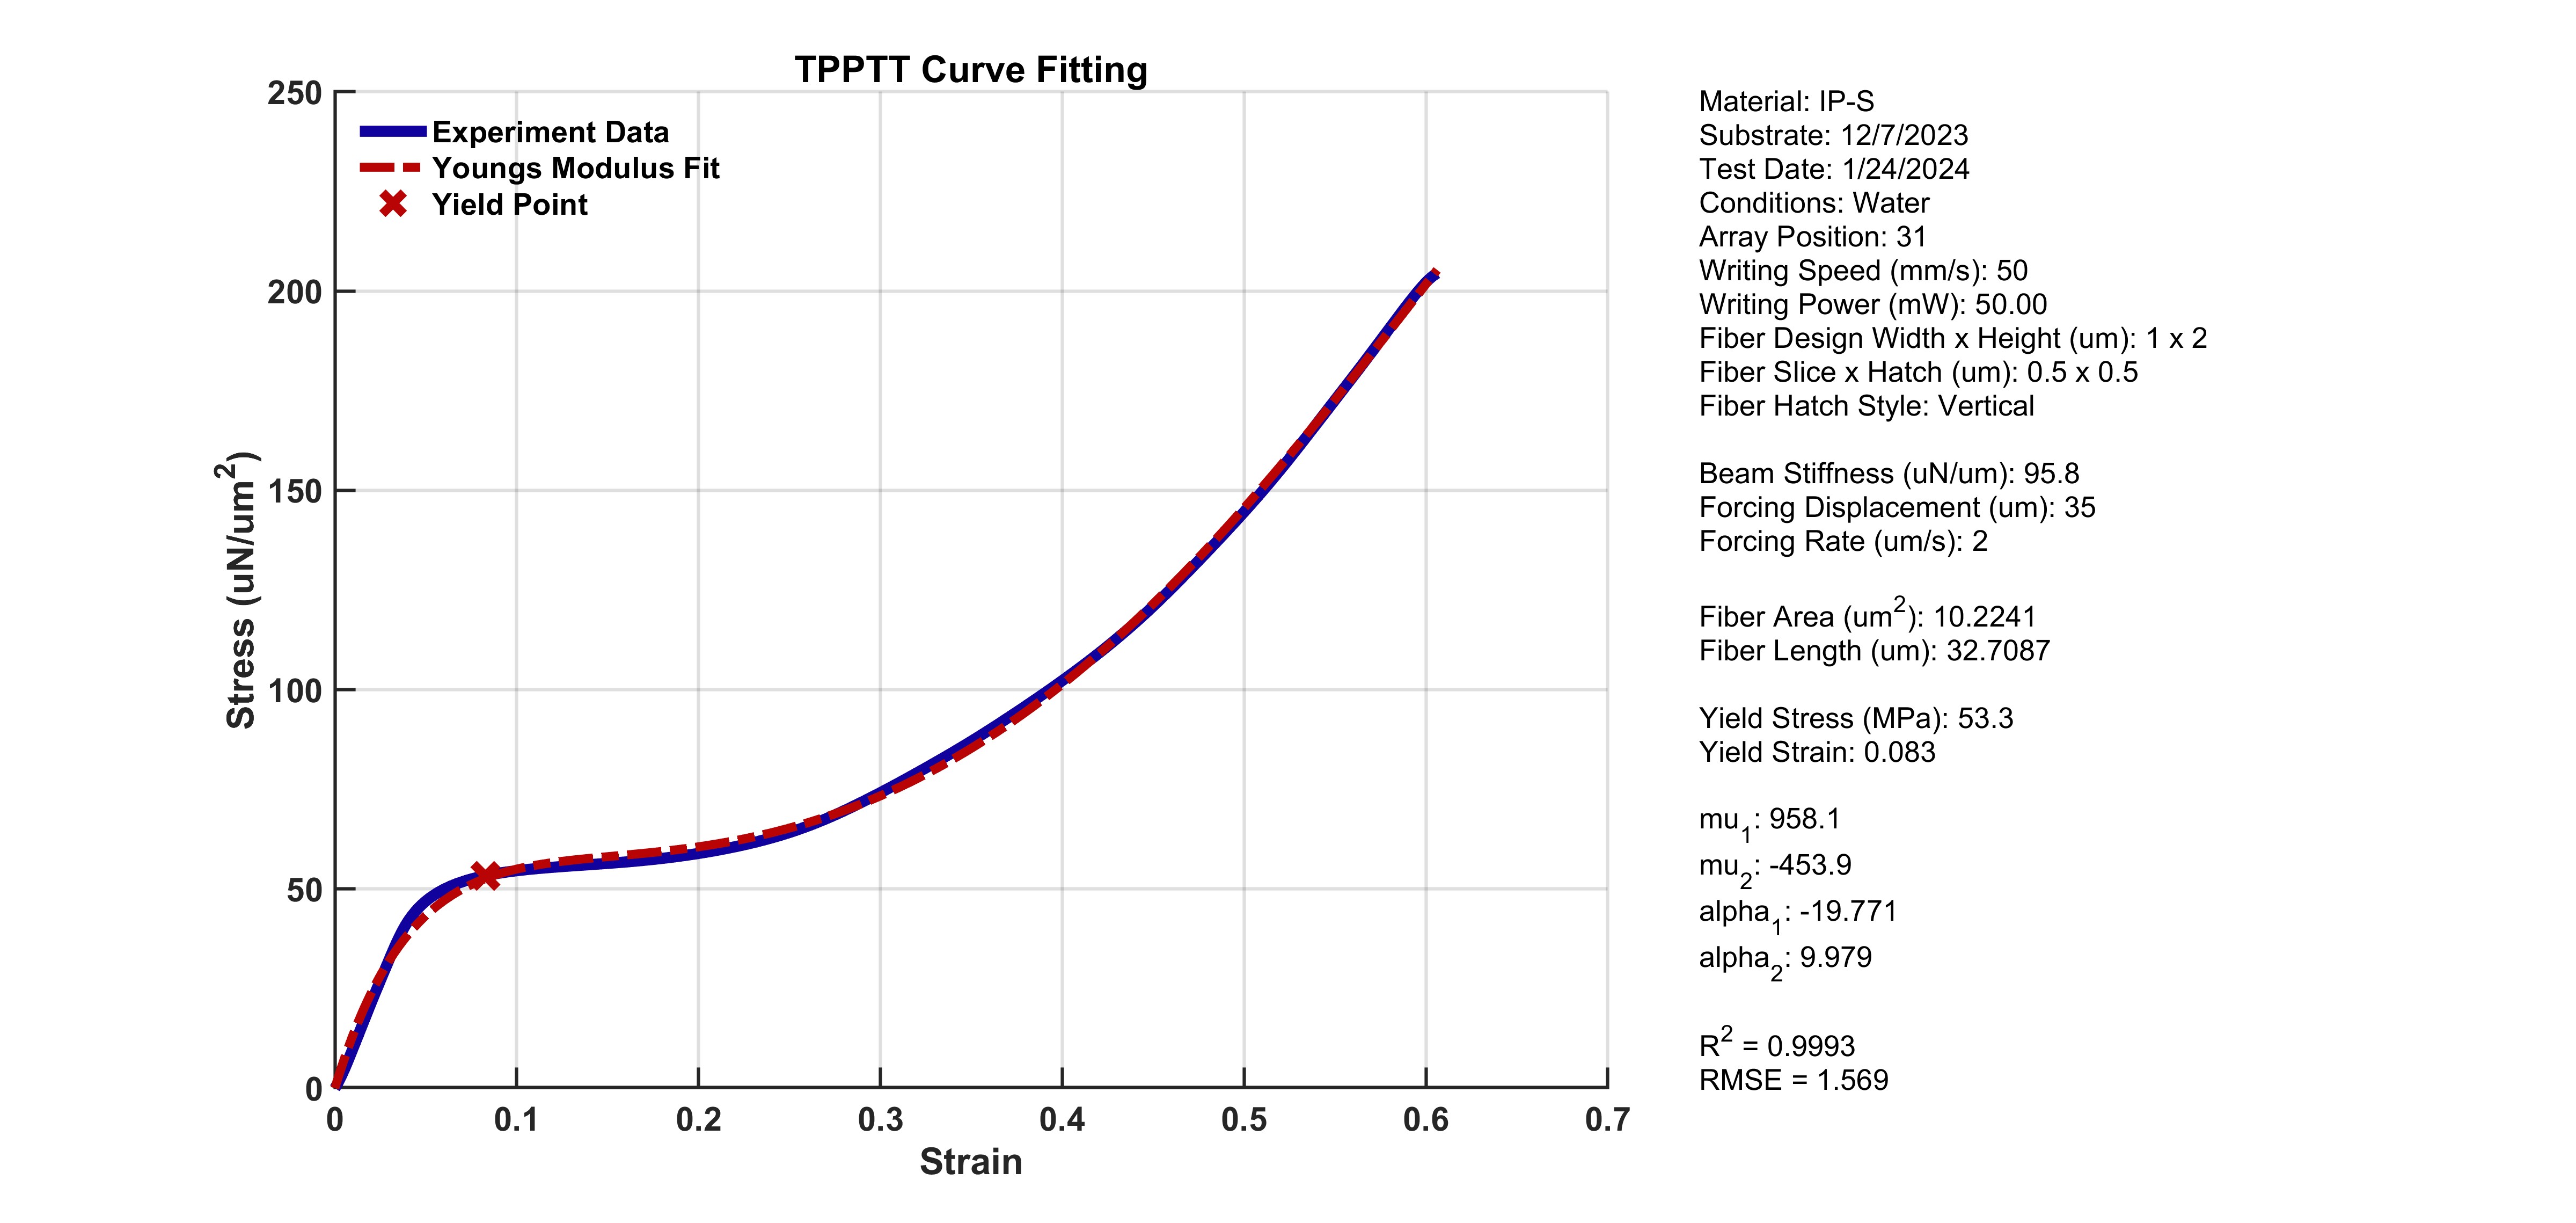 TPPTT Curve Fitting
250
200
150
100
50
0
Stress (uN/um²)
Experiment Data
Youngs Modulus Fit
Yield Point
0 0.1 0.2 0.3 0.4 0.5 0.6 0.7
Strain
Material: IP-S
Substrate: 12/7/2023
Test Date: 1/24/2024
Conditions: Water
Array Position: 31
Writing Speed (mm/s): 50
Writing Power (mW): 50.00
Fiber Design Width x Height (um): 1 x 2
Fiber Slice x Hatch (um): 0.5 x 0.5
Fiber Hatch Style: Vertical
Beam Stiffness (uN/um): 95.8
Forcing Displacement (um): 35
Forcing Rate (um/s): 2
Fiber Area (um²): 10.2241
Fiber Length (um): 32.7087
Yield Stress (MPa): 53.3
Yield Strain: 0.083
mu₁: 958.1
mu₂: -453.9
alpha₁: -19.771
alpha₂: 9.979
R² = 0.9993
RMSE = 1.569